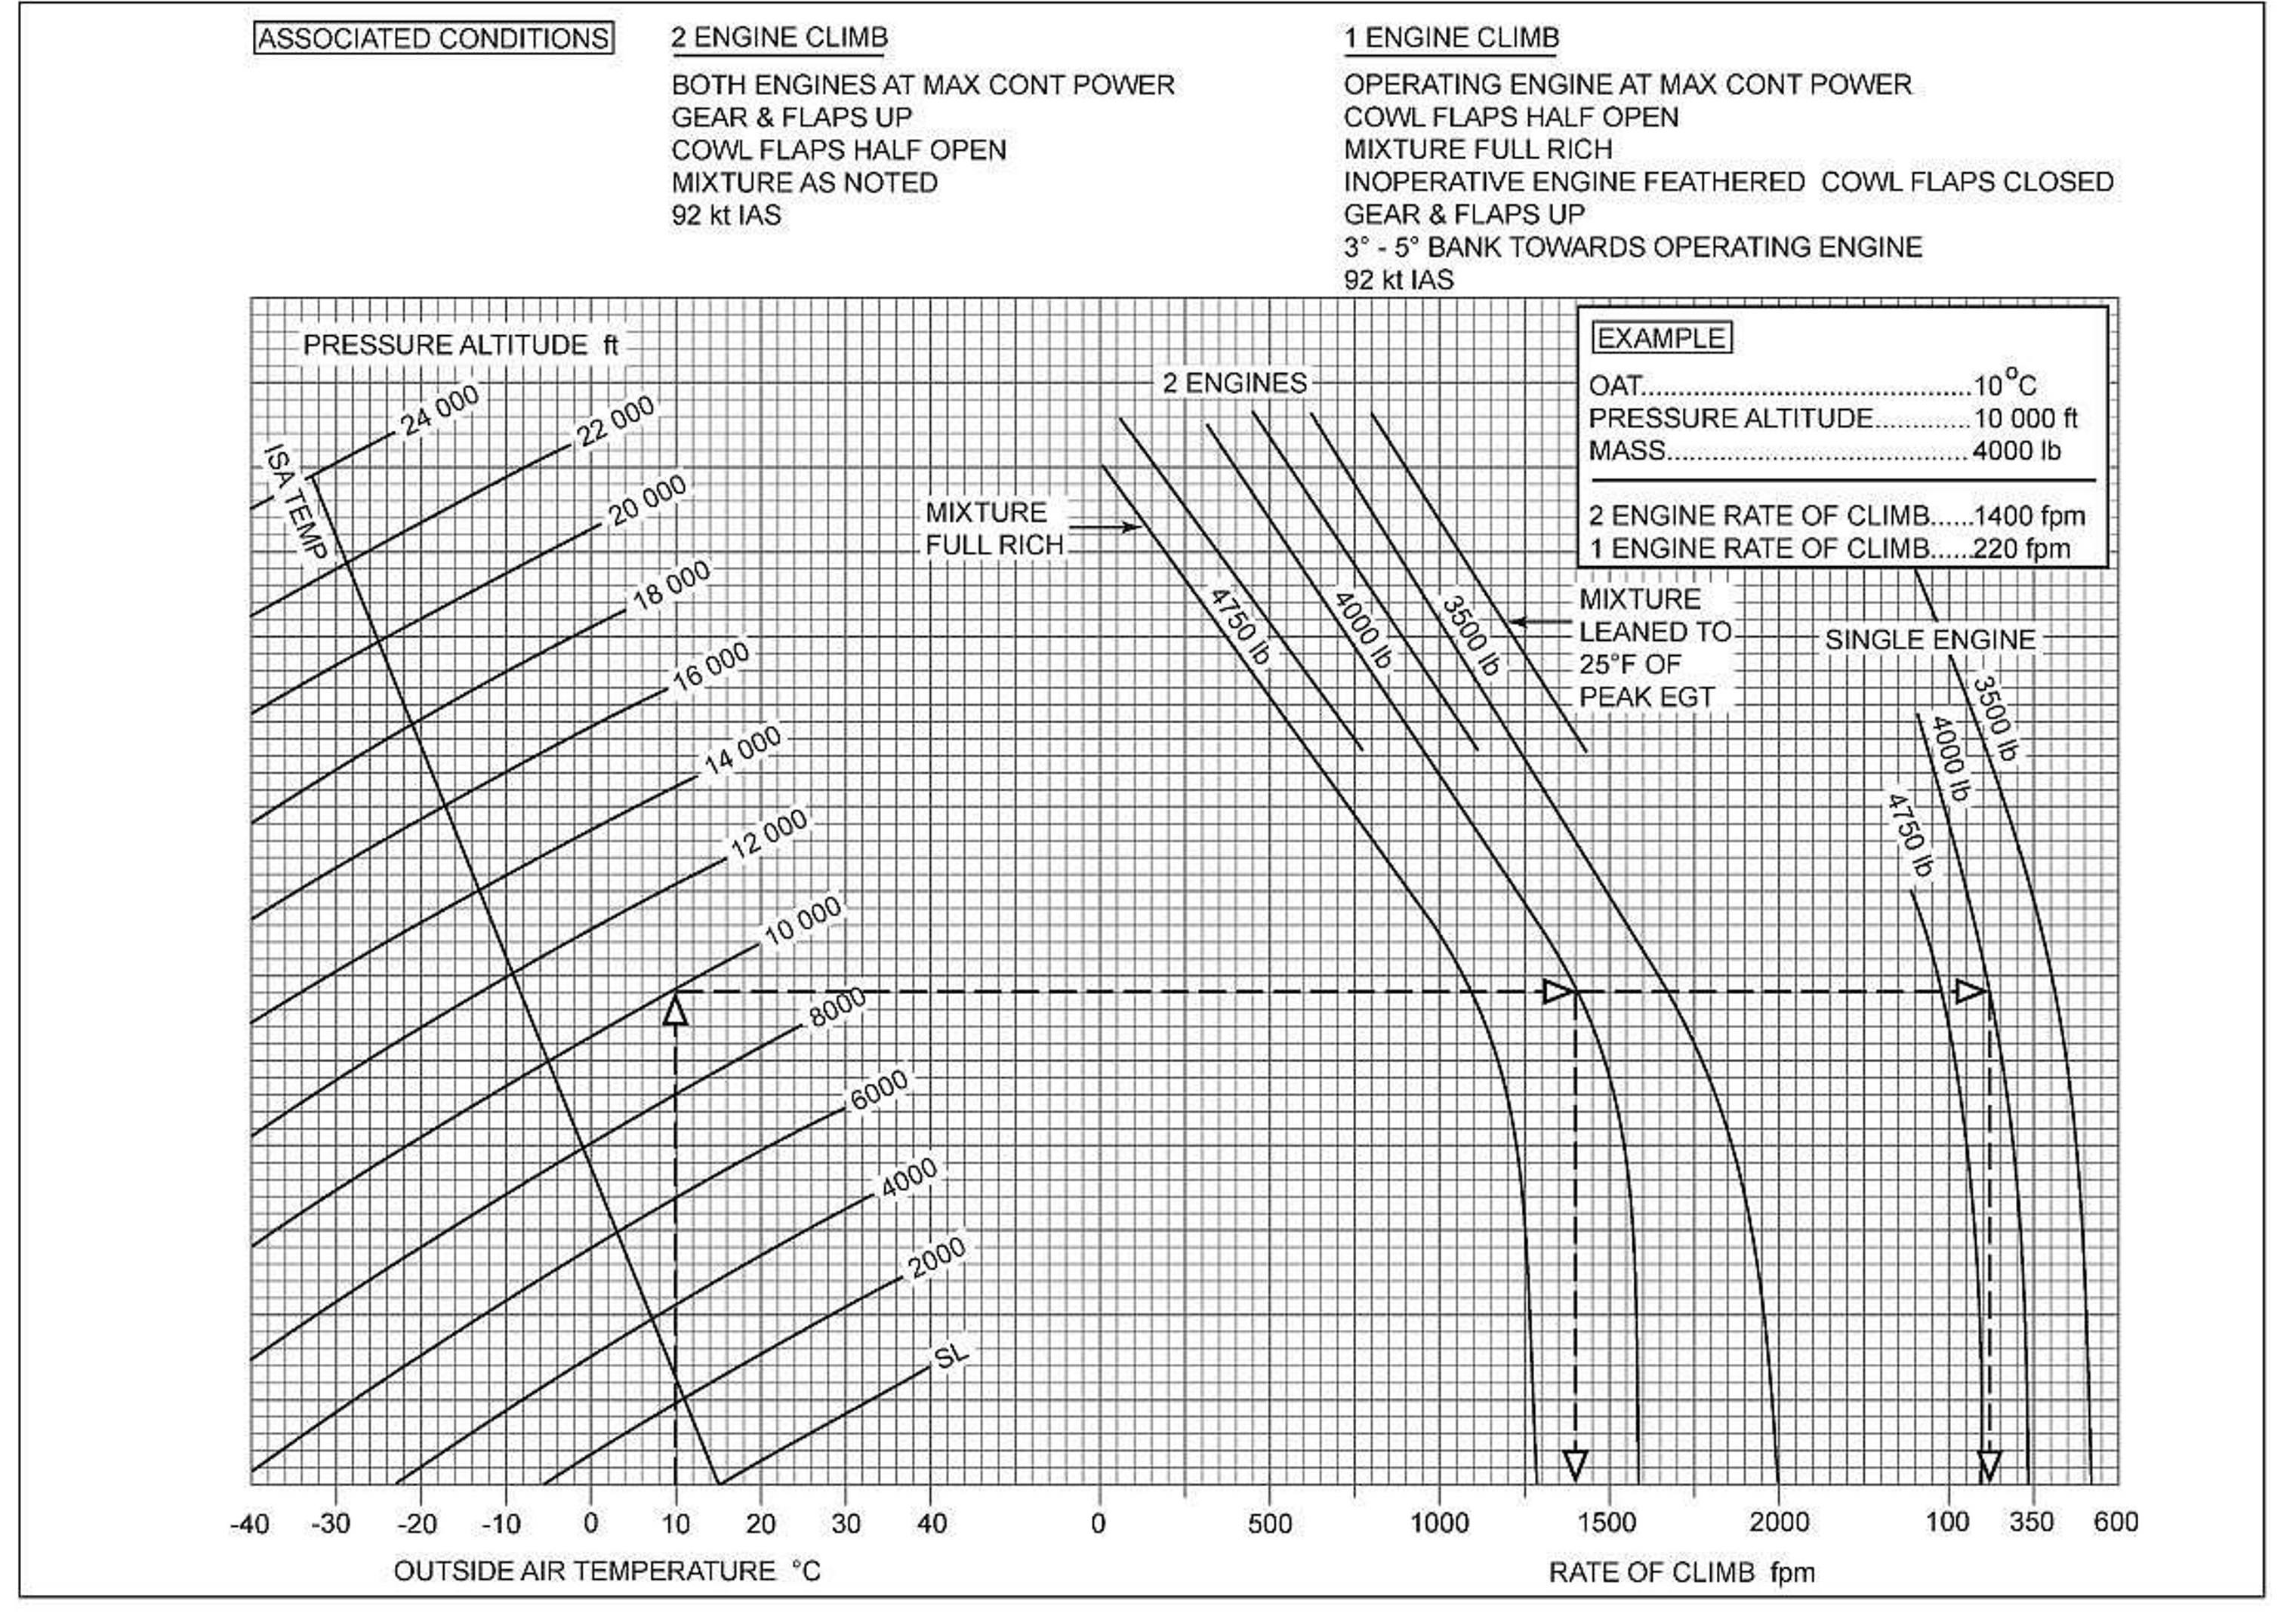 ASSOCIATED CONDITIONS
2 ENGINE CLIMB
BOTH ENGINES AT MAX CONT POWER
GEAR & FLAPS UP
COWL FLAPS HALF OPEN
MIXTURE AS NOTED
92 kt IAS
1 ENGINE CLIMB
OPERATING ENGINE AT MAX CONT POWER
COWL FLAPS HALF OPEN
MIXTURE FULL RICH
INOPERATIVE ENGINE FEATHERED COWL FLAPS CLOSED
GEAR & FLAPS UP
3° - 5° BANK TOWARDS OPERATING ENGINE
92 kt IAS
PRESSURE ALTITUDE ft
24 000
22 000
20 000
18 000
16 000
14 000
12 000
10 000
8000
6000
4000
2000
SL
ISA TEMP
2 ENGINES
MIXTURE
FULL RICH
4750 lb
4000 lb
3500 lb
MIXTURE
LEANED TO
25°F OF
PEAK EGT
EXAMPLE
OAT......................................10°C
PRESSURE ALTITUDE.............10 000 ft
MASS.....................................4000 lb
2 ENGINE RATE OF CLIMB......1400 fpm
1 ENGINE RATE OF CLIMB......220 fpm
SINGLE ENGINE
3500 lb
4000 lb
4750 lb
-40 -30 -20 -10 0 10 20 30 40 0 500 1000 1500 2000 100 350 600
OUTSIDE AIR TEMPERATURE °C
RATE OF CLIMB fpm